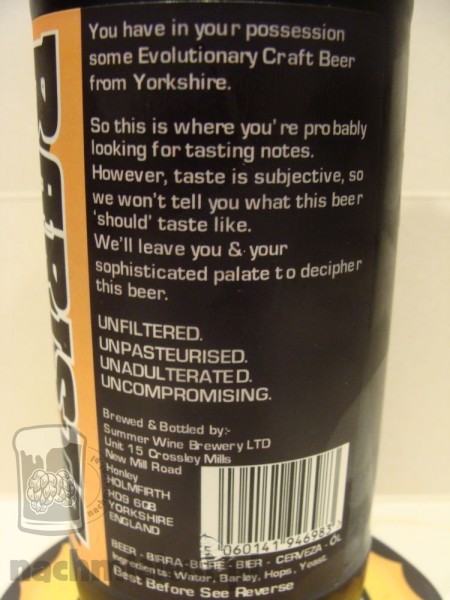 You have in your possession
some Evolutionary Craft Beer
from Yorkshire.
So this is where you're probably
looking for tasting notes.
However, taste is subjective, so
we won't tell you what this beer
'should' taste like.
We'll leave you & your
sophisticated palate to decipher
this beer.
UNFILTERED.
UNPASTEURISED.
UNADULTERATED.
UNCOMPROMISING.
Brewed & Bottled by:-
Summer Wine Brewery LTD
Unit 15 Crossley Mills
New Mill Road
Honley
HOLMFIRTH
HD9 6QB
YORKSHIRE
ENGLAND
5 060141 946983
BEER - BIRRA - BIERE - BIER - CERVEZA - ÖL
Ingredients: Water, Barley, Hops, Yeast.
Best Before See Reverse